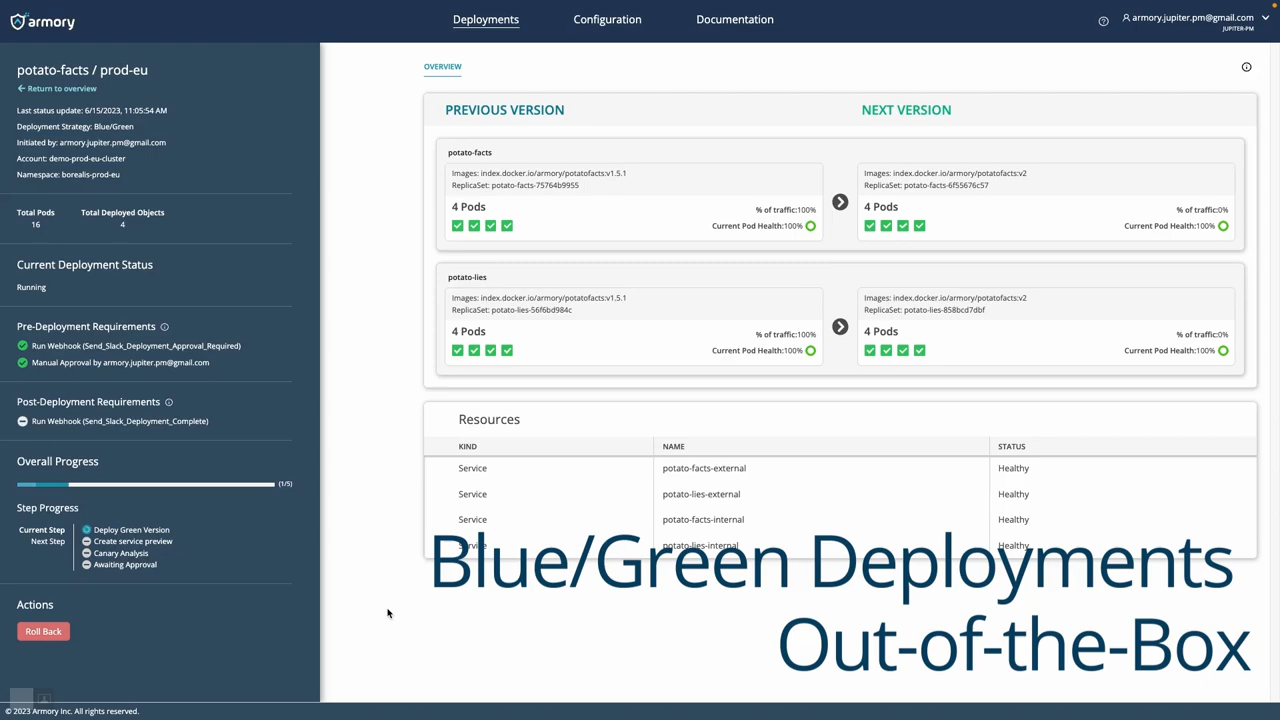 armory
Deployments
Configuration
Documentation
armory.jupiter.pm@gmail.com
JUPITER-PM
potato-facts / prod-eu
Return to overview
Last status update: 6/15/2023, 11:05:54 AM
Deployment Strategy: Blue/Green
Initiated by: armory.jupiter.pm@gmail.com
Account: demo-prod-eu-cluster
Namespace: borealis-prod-eu
Total Pods Total Deployed Objects
16 4
Current Deployment Status
Running
Pre-Deployment Requirements
Run Webhook (Send_Slack_Deployment_Approval_Required)
Manual Approval by armory.jupiter.pm@gmail.com
Post-Deployment Requirements
Run Webhook (Send_Slack_Deployment_Complete)
Overall Progress
(1/5)
Step Progress
Current Step Deploy Green Version
Next Step Create service preview
Canary Analysis
Awaiting Approval
Actions
Roll Back
OVERVIEW
PREVIOUS VERSION NEXT VERSION
potato-facts
Images: index.docker.io/armory/potatofacts:v1.5.1
ReplicaSet: potato-facts-75764b9955
4 Pods
% of traffic:100%
Current Pod Health:100%
Images: index.docker.io/armory/potatofacts:v2
ReplicaSet: potato-facts-6f55676c57
4 Pods
% of traffic:0%
Current Pod Health:100%
potato-lies
Images: index.docker.io/armory/potatofacts:v1.5.1
ReplicaSet: potato-lies-56f6bd984c
4 Pods
% of traffic:100%
Current Pod Health:100%
Images: index.docker.io/armory/potatofacts:v2
ReplicaSet: potato-lies-858bcd7dbf
4 Pods
% of traffic:0%
Current Pod Health:100%
Resources
KIND NAME STATUS
Service potato-facts-external Healthy
Service potato-lies-external Healthy
Service potato-facts-internal Healthy
Service potato-lies-internal Healthy
Blue/Green Deployments
Out-of-the-Box
© 2023 Armory Inc. All rights reserved.